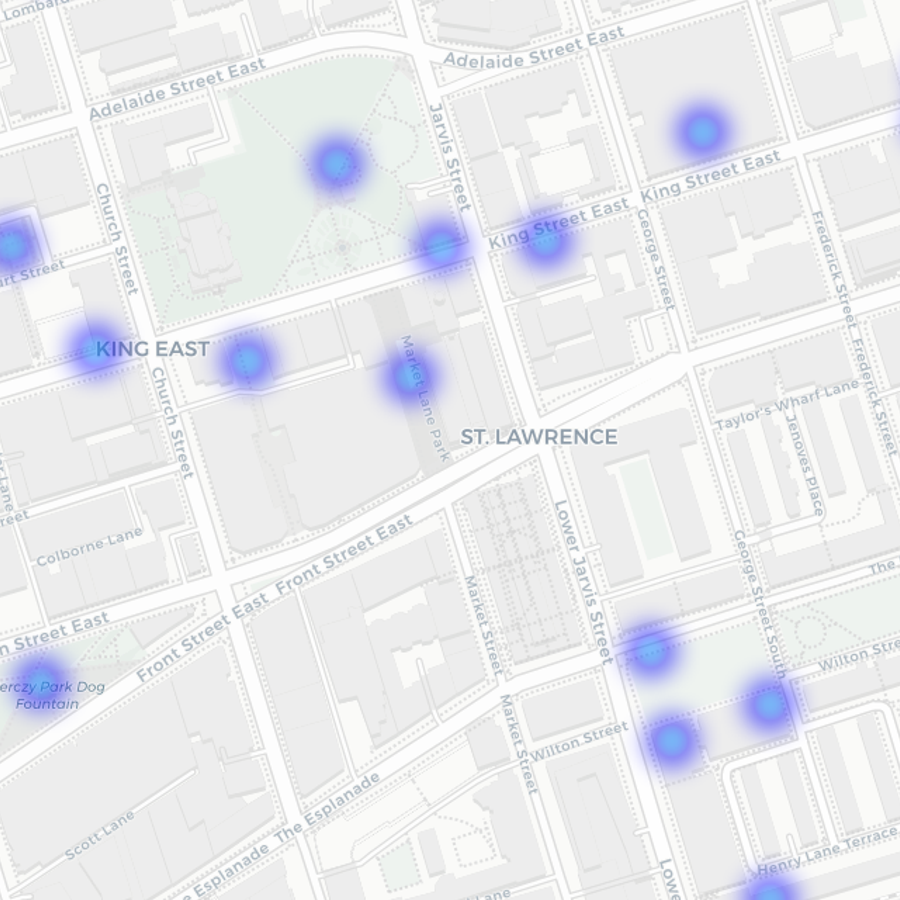 Lombard
Adelaide Street East
Adelaide Street East
Jarvis Street
Church Street
King Street East
King Street East
George Street
Frederick Street
Frederick Street
urt Street
KING EAST
Church Street
Market Lane Park
ST. LAWRENCE
Taylor's Wharf Lane
Jenoves Place
Lane
reet
Colborne Lane
Front Street East
Front Street East
Lower Jarvis Street
George Street South
Market Street
The
n Street East
erczy Park Dog
Fountain
Wilton Stre
Market Street
Wilton Street
The Esplanade
e Esplanade
Scott Lane
Henry Lane Terrace
Lowe
Lane